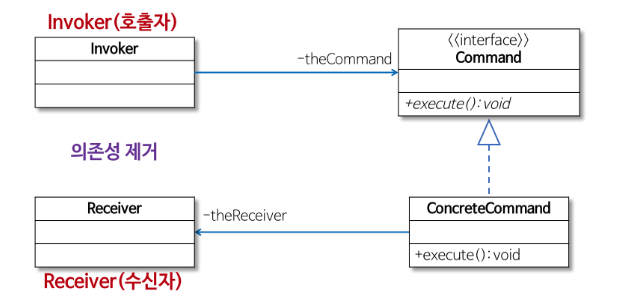 Invoker(호출자)
Invoker
-theCommand
<<interface>>
Command
+execute(): void
의존성 제거
Receiver
-theReceiver
ConcreteCommand
+execute(): void
Receiver(수신자)